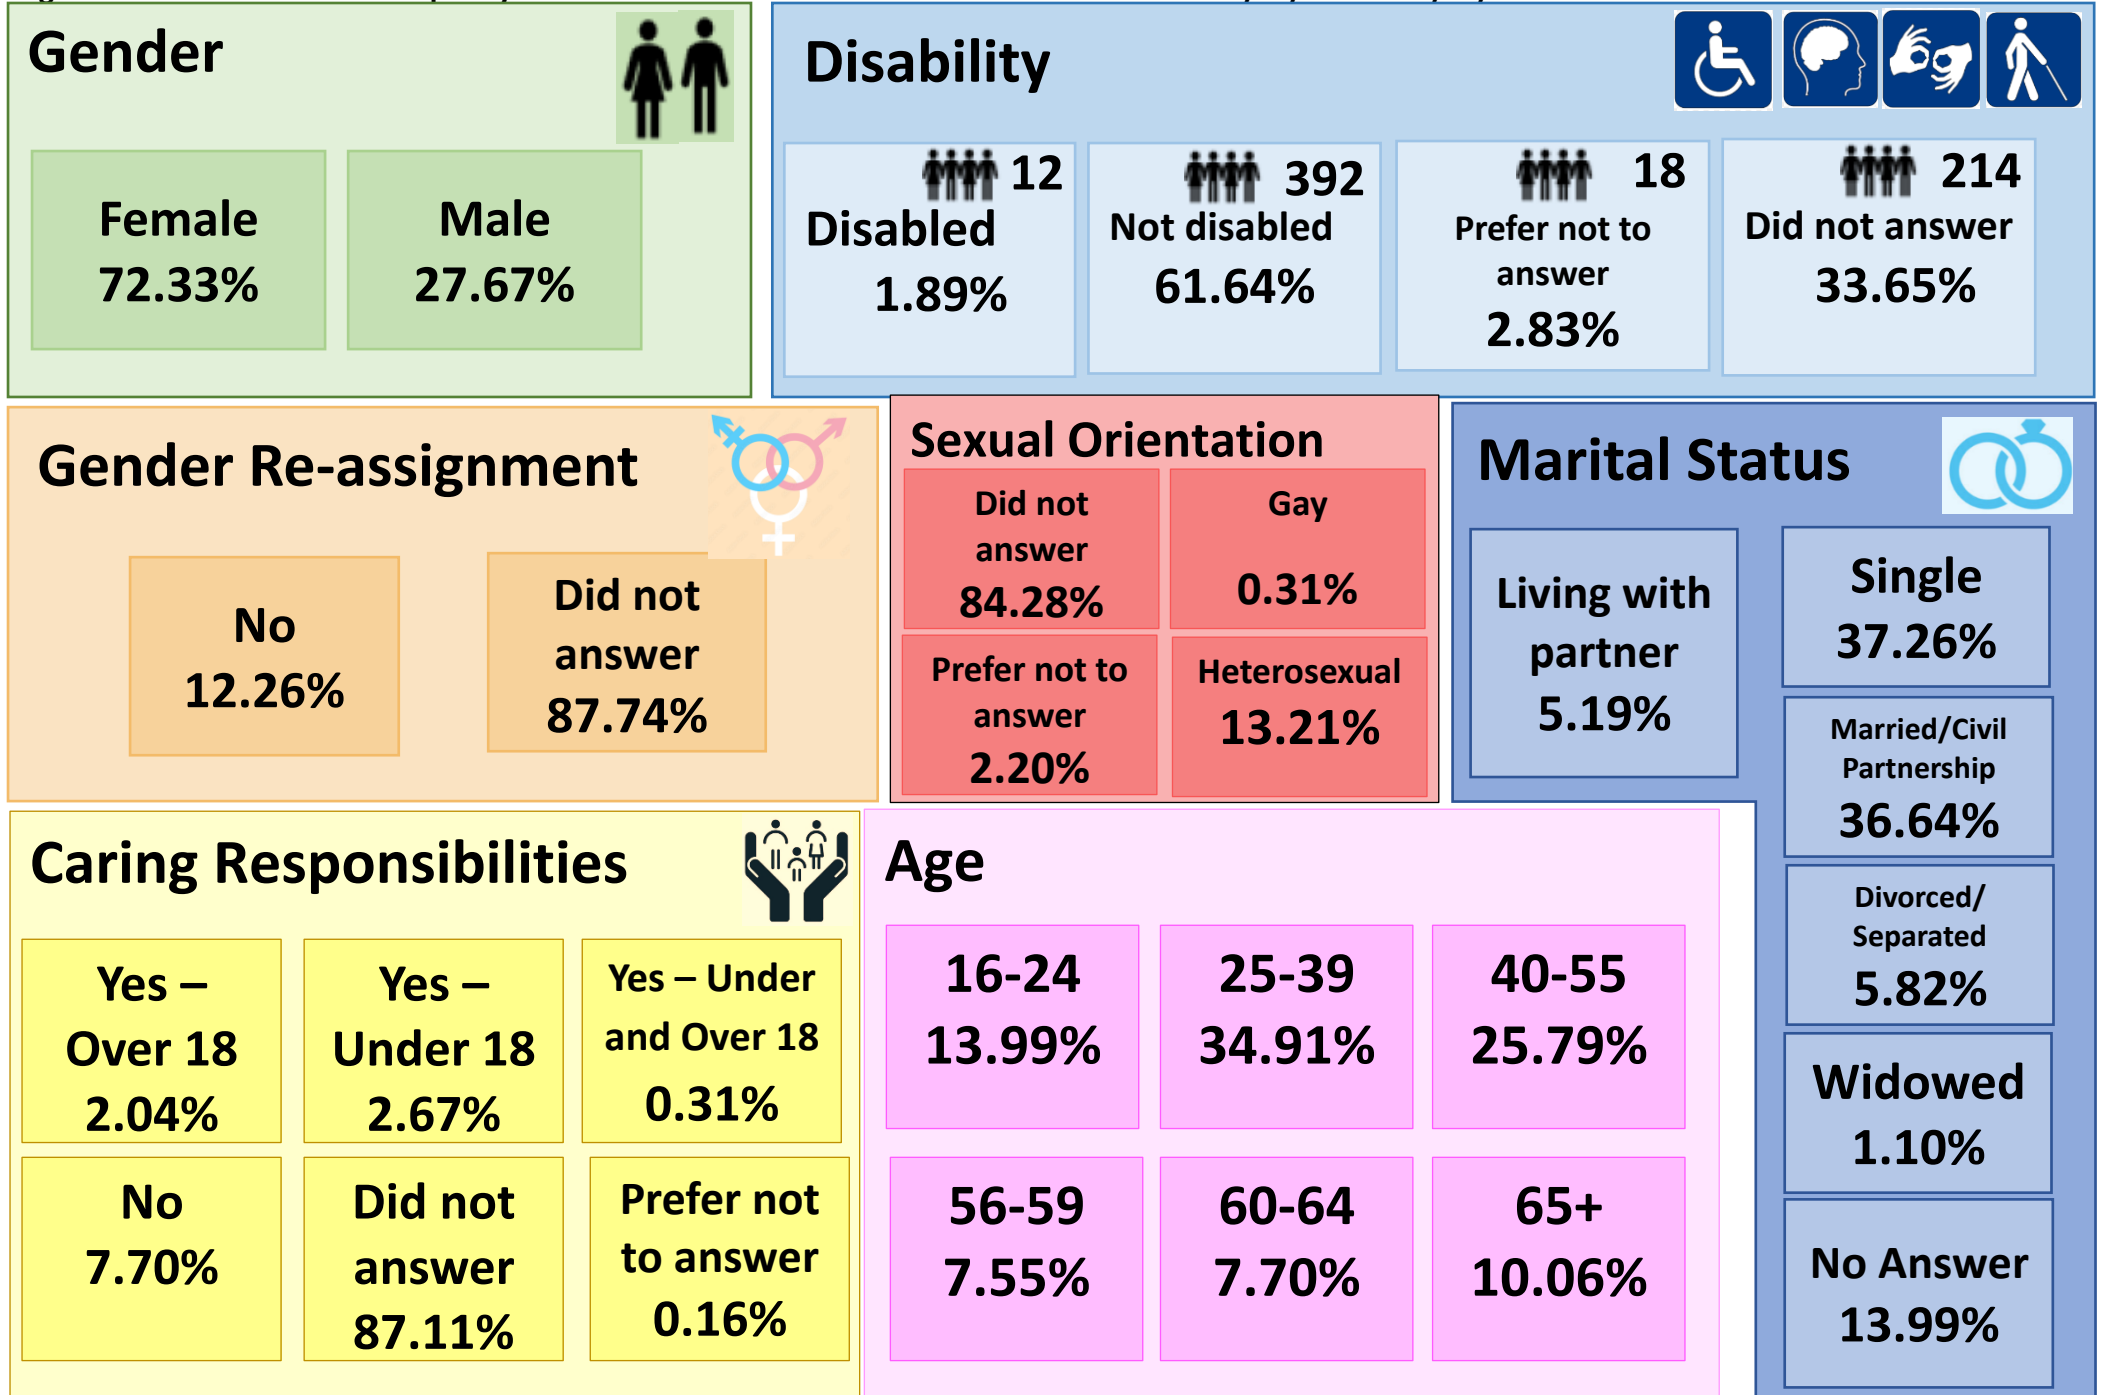 Gender
Female
72.33%
Male
27.67%
Disability
12
Disabled
1.89%
392
Not disabled
61.64%
18
Prefer not to
answer
2.83%
214
Did not answer
33.65%
Gender Re-assignment
No
12.26%
Did not
answer
87.74%
Sexual Orientation
Did not
answer
84.28%
Gay
0.31%
Prefer not to
answer
2.20%
Heterosexual
13.21%
Marital Status
Living with
partner
5.19%
Single
37.26%
Married/Civil
Partnership
36.64%
Divorced/
Separated
5.82%
Widowed
1.10%
No Answer
13.99%
Caring Responsibilities
Yes –
Over 18
2.04%
Yes –
Under 18
2.67%
Yes – Under
and Over 18
0.31%
No
7.70%
Did not
answer
87.11%
Prefer not
to answer
0.16%
Age
16-24
13.99%
25-39
34.91%
40-55
25.79%
56-59
7.55%
60-64
7.70%
65+
10.06%